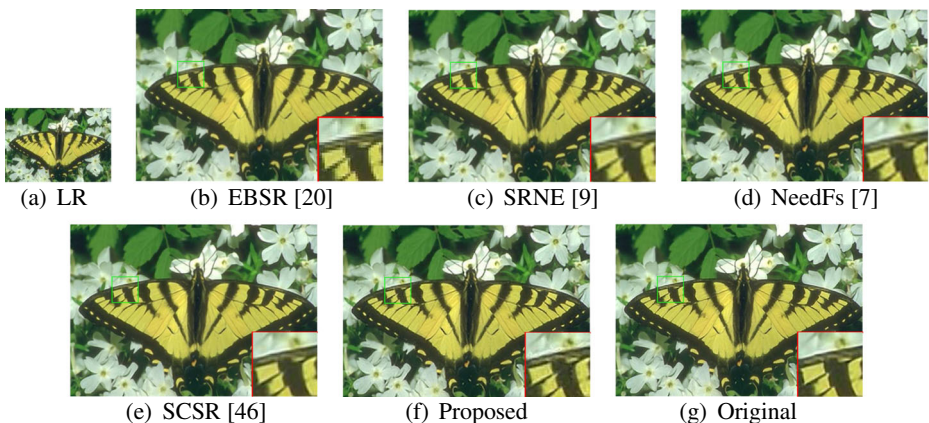 (a) LR
(b) EBSR [20]
(c) SRNE [9]
(d) NeedFs [7]
(e) SCSR [46]
(f) Proposed
(g) Original